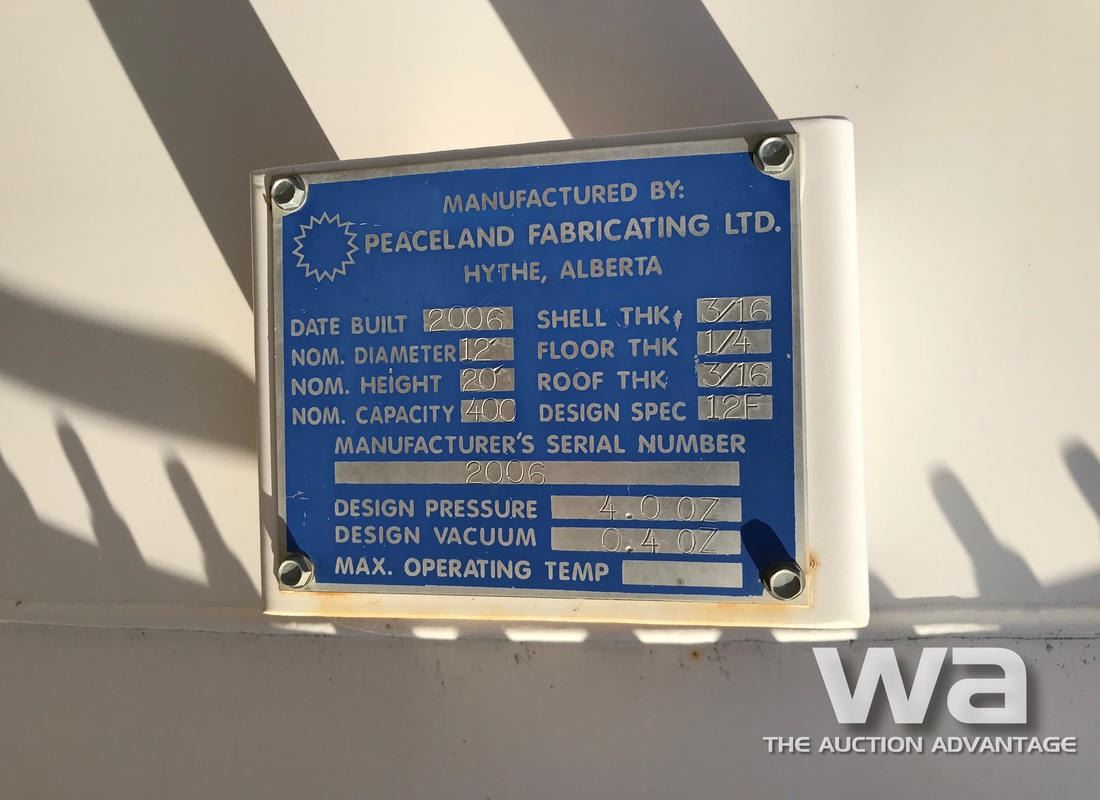 MANUFACTURED BY:
PEACELAND FABRICATING LTD.
HYTHE, ALBERTA
DATE BUILT 2006 SHELL THK, 3/16
NOM. DIAMETER 12' FLOOR THK 1/4
NOM. HEIGHT 20' ROOF THK 3/16
NOM. CAPACITY 400 DESIGN SPEC 12F
MANUFACTURER'S SERIAL NUMBER
2006
DESIGN PRESSURE 4.0 OZ
DESIGN VACUUM 0.4 OZ
MAX. OPERATING TEMP
wa
THE AUCTION ADVANTAGE